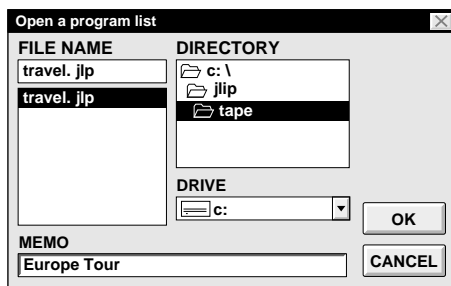 Open a program list
FILE NAME
travel. jlp
travel. jlp
DIRECTORY
c: \
jlip
tape
DRIVE
c:
OK
MEMO
Europe Tour
CANCEL